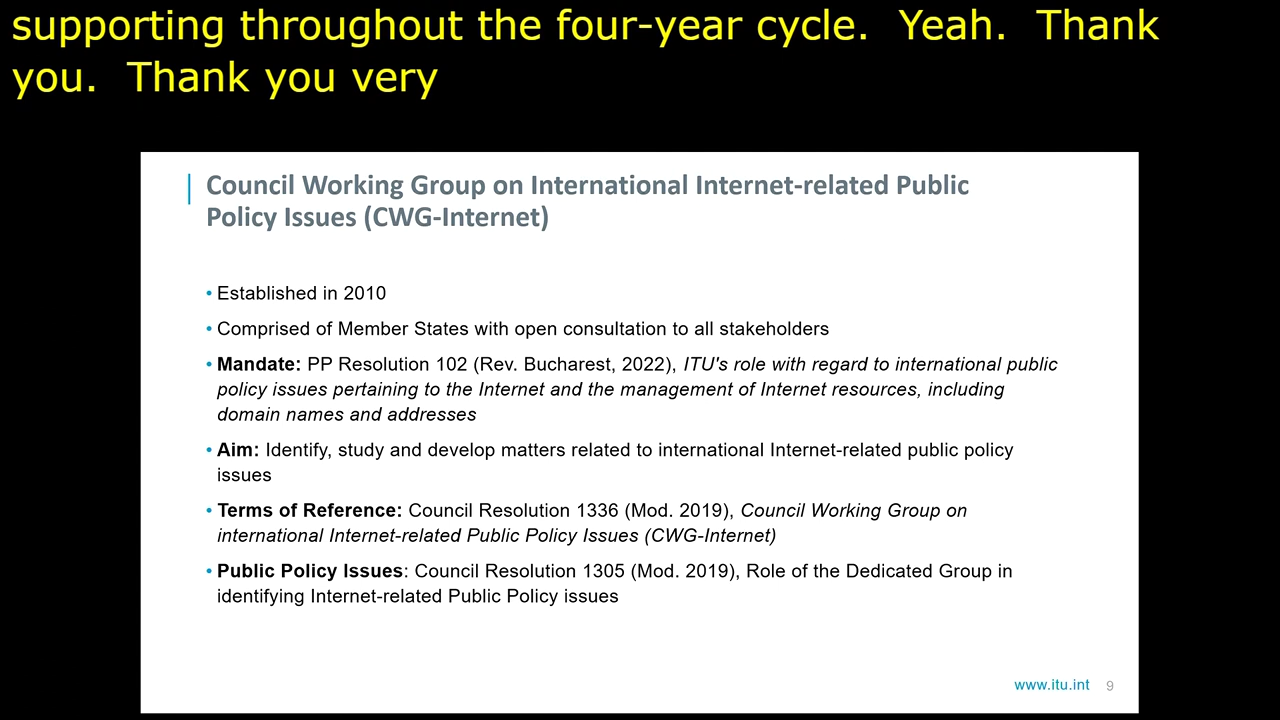 supporting throughout the four-year cycle.  Yeah.  Thank
you.  Thank you very
Council Working Group on International Internet-related Public
Policy Issues (CWG-Internet)
• Established in 2010
• Comprised of Member States with open consultation to all stakeholders
• Mandate: PP Resolution 102 (Rev. Bucharest, 2022), ITU's role with regard to international public
policy issues pertaining to the Internet and the management of Internet resources, including
domain names and addresses
• Aim: Identify, study and develop matters related to international Internet-related public policy
issues
• Terms of Reference: Council Resolution 1336 (Mod. 2019), Council Working Group on
international Internet-related Public Policy Issues (CWG-Internet)
• Public Policy Issues: Council Resolution 1305 (Mod. 2019), Role of the Dedicated Group in
identifying Internet-related Public Policy issues
www.itu.int 9